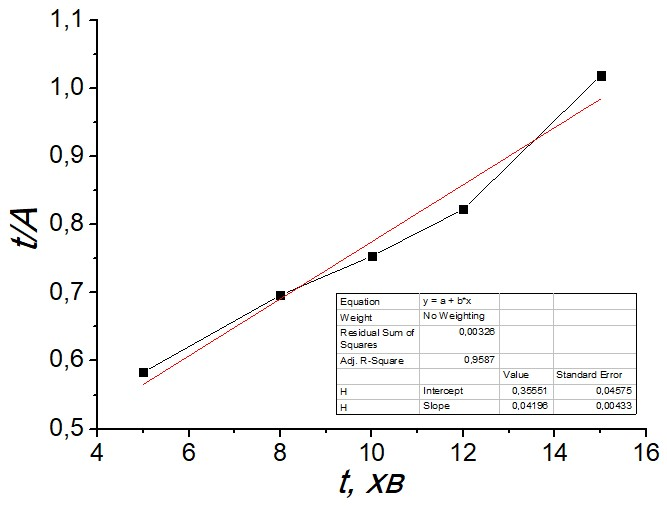 1,1
1,0
0,9
0,8
0,7
0,6
0,5
t/A
4 6 8 10 12 14 16
t, хв
Equation y = a + b*x
Weight No Weighting
Residual Sum of Squares 0,00326
Adj. R-Square 0,9587
Value Standard Error
H Intercept 0,35551 0,04575
H Slope 0,04196 0,00433